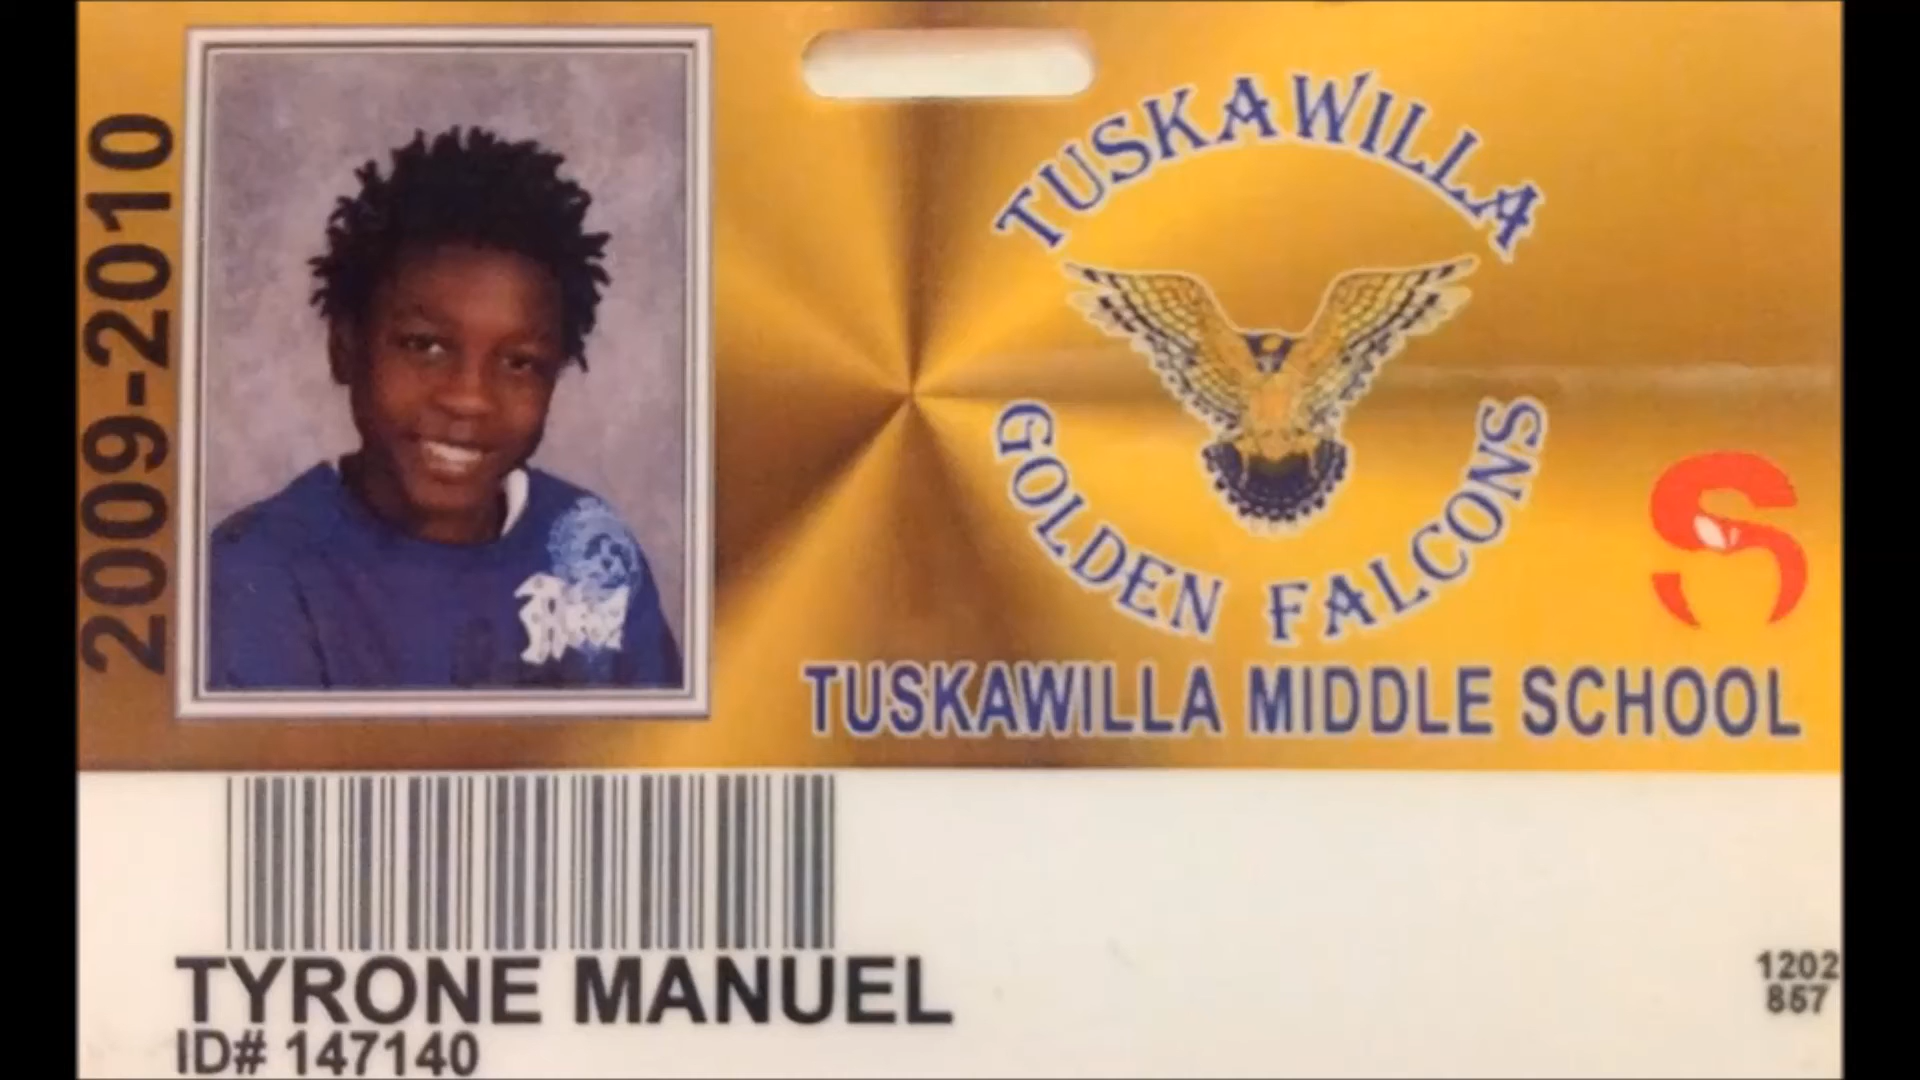 2009-2010
TUSKAWILLA
GOLDEN FALCONS
TUSKAWILLA MIDDLE SCHOOL
TYRONE MANUEL
ID# 147140
1202
857